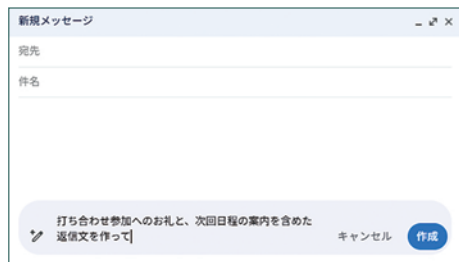 新規メッセージ
宛先
件名
打ち合わせ参加へのお礼と、次回日程の案内を含めた
返信文を作って
キャンセル
作成